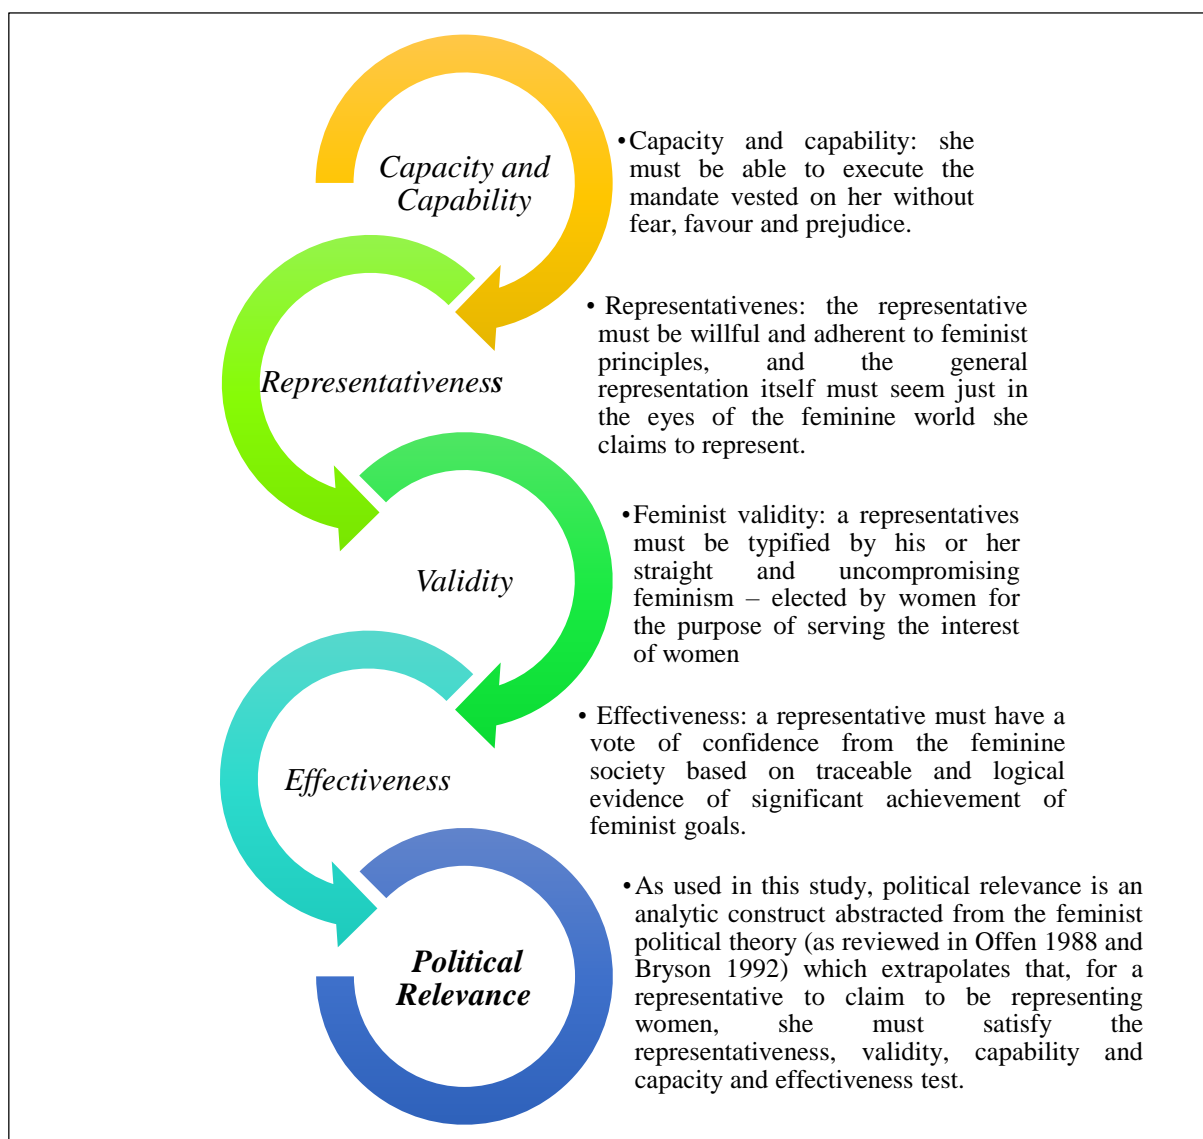 Capacity and
Capability
•Capacity and capability: she
must be able to execute the
mandate vested on her without
fear, favour and prejudice.
Representativeness
• Representativenes: the representative
must be willful and adherent to feminist
principles, and the general
representation itself must seem just in
the eyes of the feminine world she
claims to represent.
Validity
•Feminist validity: a representatives
must be typified by his or her
straight and uncompromising
feminism – elected by women for
the purpose of serving the interest
of women
Effectiveness
• Effectiveness: a representative must have a
vote of confidence from the feminine
society based on traceable and logical
evidence of significant achievement of
feminist goals.
Political
Relevance
•As used in this study, political relevance is an
analytic construct abstracted from the feminist
political theory (as reviewed in Offen 1988 and
Bryson 1992) which extrapolates that, for a
representative to claim to be representing
women, she must satisfy the
representativeness, validity, capability and
capacity and effectiveness test.